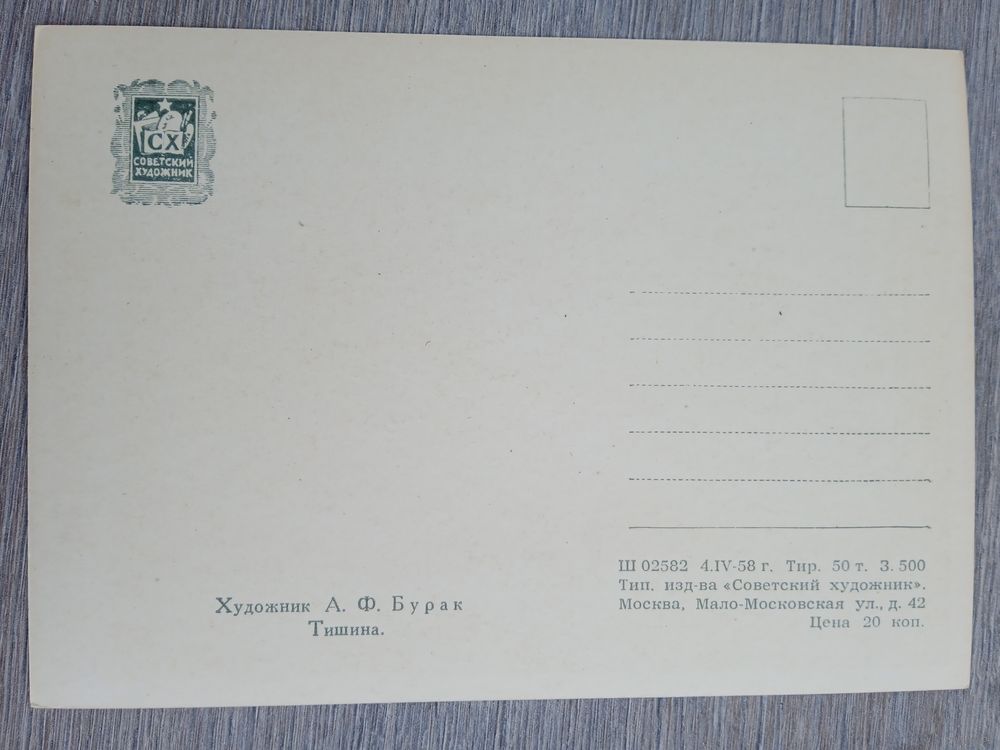 СХ
СОВЕТСКИЙ
ХУДОЖНИК
Художник А. Ф. Бурак
Тишина.
Ш 02582 4.IV-58 г. Тир. 50 т. З. 500
Тип. изд-ва «Советский художник».
Москва, Мало-Московская ул., д. 42
Цена 20 коп.